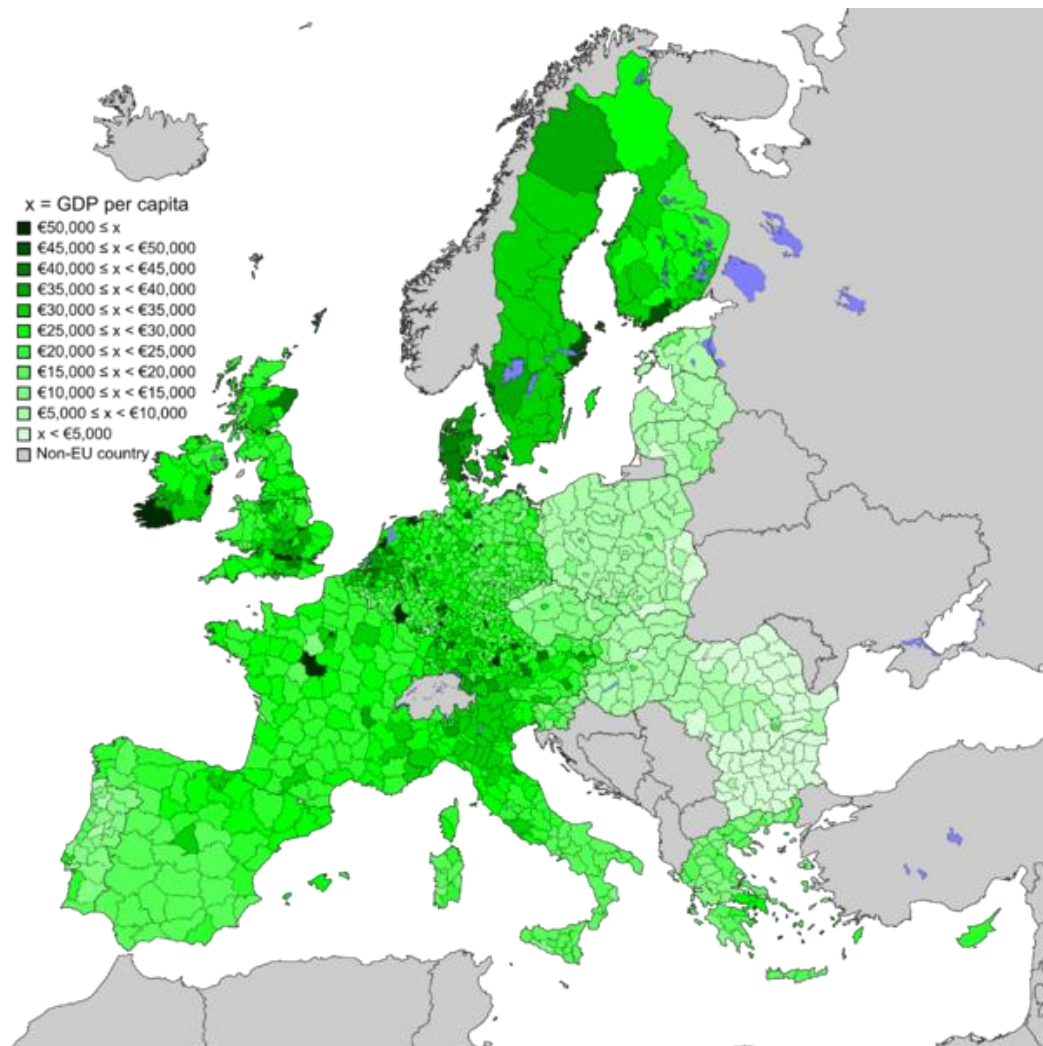 x = GDP per capita
€50,000 ≤ x
€45,000 ≤ x < €50,000
€40,000 ≤ x < €45,000
€35,000 ≤ x < €40,000
€30,000 ≤ x < €35,000
€25,000 ≤ x < €30,000
€20,000 ≤ x < €25,000
€15,000 ≤ x < €20,000
€10,000 ≤ x < €15,000
€5,000 ≤ x < €10,000
x < €5,000
Non-EU country